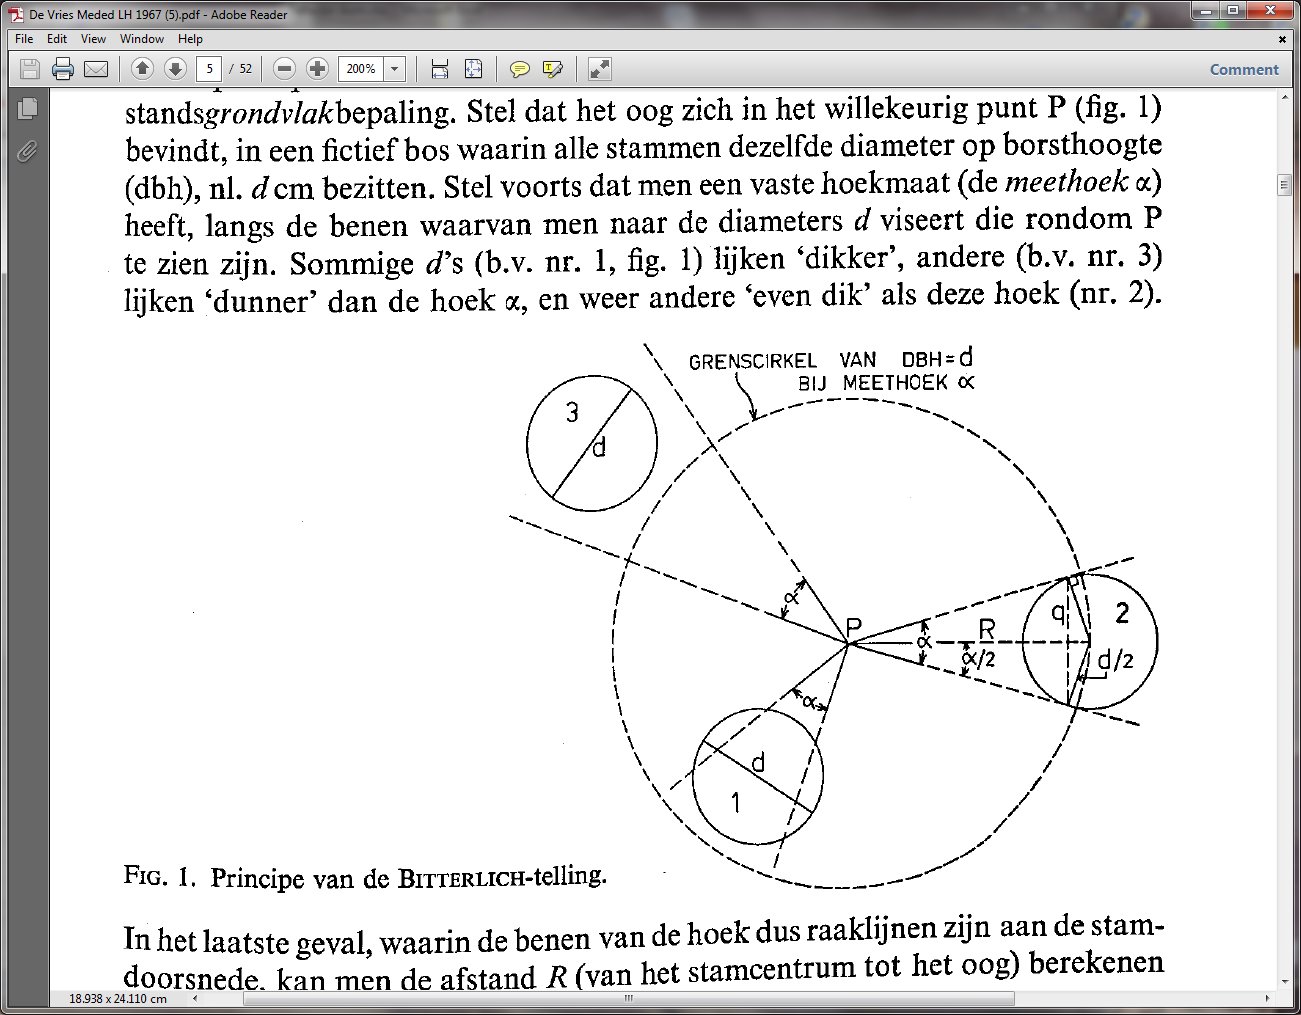 De Vries Meded LH 1967 (5).pdf - Adobe Reader
File Edit View Window Help
5 / 52 200% Comment
standsgrondvlakbepaling. Stel dat het oog zich in het willekeurig punt P (fig. 1)
bevindt, in een fictief bos waarin alle stammen dezelfde diameter op borsthoogte
(dbh), nl. d cm bezitten. Stel voorts dat men een vaste hoekmaat (de meethoek α)
heeft, langs de benen waarvan men naar de diameters d viseert die rondom P
te zien zijn. Sommige d's (b.v. nr. 1, fig. 1) lijken ‘dikker’, andere (b.v. nr. 3)
lijken ‘dunner’ dan de hoek α, en weer andere ‘even dik’ als deze hoek (nr. 2).
GRENSCIRKEL VAN DBH=d
BIJ MEETHOEK α
3
d
α
P
α
R
α/2
q
2
d/2
α
d
1
FIG. 1. Principe van de BITTERLICH-telling.
In het laatste geval, waarin de benen van de hoek dus raaklijnen zijn aan de stam-
doorsnede, kan men de afstand R (van het stamcentrum tot het oog) berekenen
18.938 x 24.110 cm